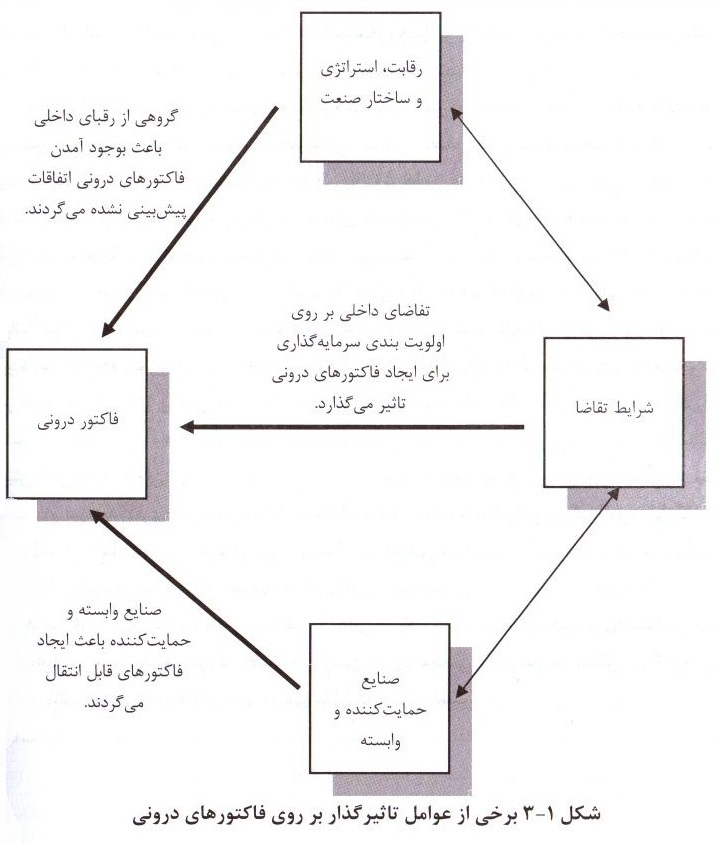 رقابت، استراتژی
و ساختار صنعت
گروهی از رقبای داخلی
باعث بوجود آمدن
فاکتورهای درونی اتفاقات
پیش‌بینی نشده می‌گردند.
تقاضای داخلی بر روی
اولویت بندی سرمایه‌گذاری
برای ایجاد فاکتورهای درونی
تاثیر می‌گذارد.
شرایط تقاضا
فاکتور درونی
صنایع وابسته و
حمایت‌کننده باعث ایجاد
فاکتورهای قابل انتقال
می‌گردند.
صنایع
حمایت‌کننده و
وابسته
شکل ۱-۳ برخی از عوامل تاثیرگذار بر روی فاکتورهای درونی